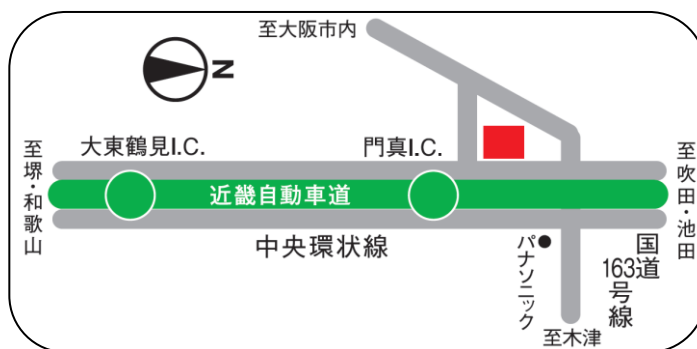 至大阪市内
N
大東鶴見I.C.
門真I.C.
至堺・和歌山
近畿自動車道
至吹田・池田
中央環状線
パナソニック
国道
163号線
至木津